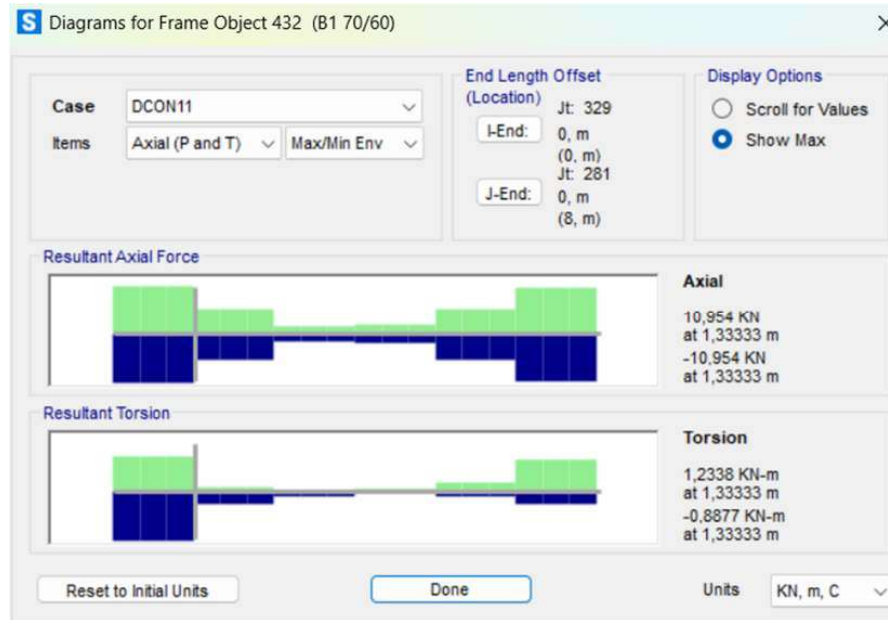 S Diagrams for Frame Object 432 (B1 70/60)
Case DCON11
Items Axial (P and T) Max/Min Env
End Length Offset
(Location)
I-End:
Jt: 329
0, m
(0, m)
J-End:
Jt: 281
0, m
(8, m)
Display Options
Scroll for Values
Show Max
Resultant Axial Force
Axial
10,954 KN
at 1,33333 m
-10,954 KN
at 1,33333 m
Resultant Torsion
Torsion
1,2338 KN-m
at 1,33333 m
-0,8877 KN-m
at 1,33333 m
Reset to Initial Units
Done
Units KN, m, C